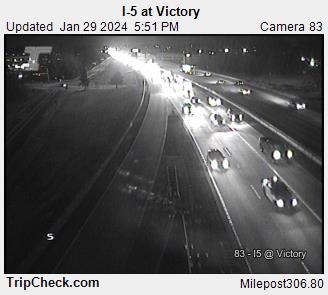 I-5 at Victory
Updated  Jan 29 2024  5:51 PM
Camera 83
T
S
83 - I5 @ Victory
TripCheck.com
Milepost306.80